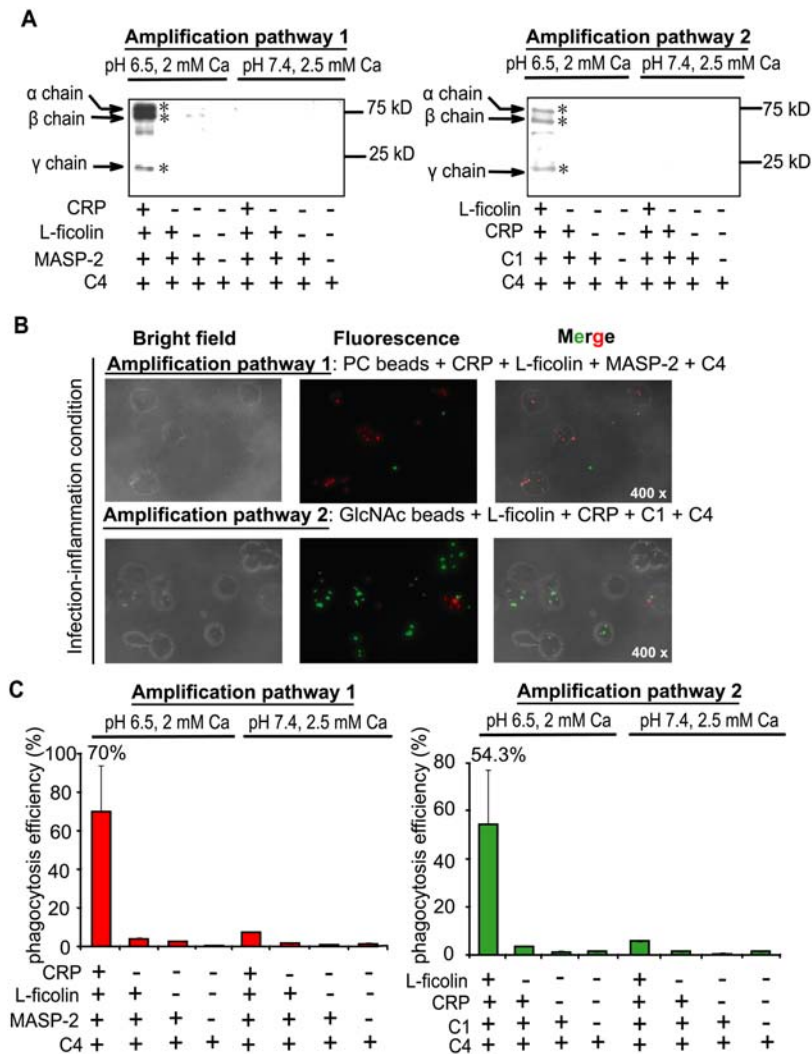 A
Amplification pathway 1
pH 6.5, 2 mM Ca pH 7.4, 2.5 mM Ca
α chain
β chain
γ chain
*
*
*
75 kD
25 kD
CRP + - - - + - - -
L-ficolin + + - - + + - -
MASP-2 + + + - + + + -
C4 + + + + + + + +
Amplification pathway 2
pH 6.5, 2 mM Ca pH 7.4, 2.5 mM Ca
α chain
β chain
γ chain
*
*
*
75 kD
25 kD
L-ficolin + - - - + - - -
CRP + + - - + + - -
C1 + + + - + + + -
C4 + + + + + + + +
B
Infection-inflammation condition
Bright field Fluorescence Merge
Amplification pathway 1: PC beads + CRP + L-ficolin + MASP-2 + C4
400 x
Amplification pathway 2: GlcNAc beads + L-ficolin + CRP + C1 + C4
400 x
C
Amplification pathway 1
pH 6.5, 2 mM Ca pH 7.4, 2.5 mM Ca
phagocytosis efficiency (%)
100
80
60
40
20
0
70%
CRP + - - - + - - -
L-ficolin + + - - + + - -
MASP-2 + + + - + + + -
C4 + + + + + + + +
Amplification pathway 2
pH 6.5, 2 mM Ca pH 7.4, 2.5 mM Ca
phagocytosis efficiency (%)
80
60
40
20
0
54.3%
L-ficolin + - - - + - - -
CRP + + - - + + - -
C1 + + + - + + + -
C4 + + + + + + + +